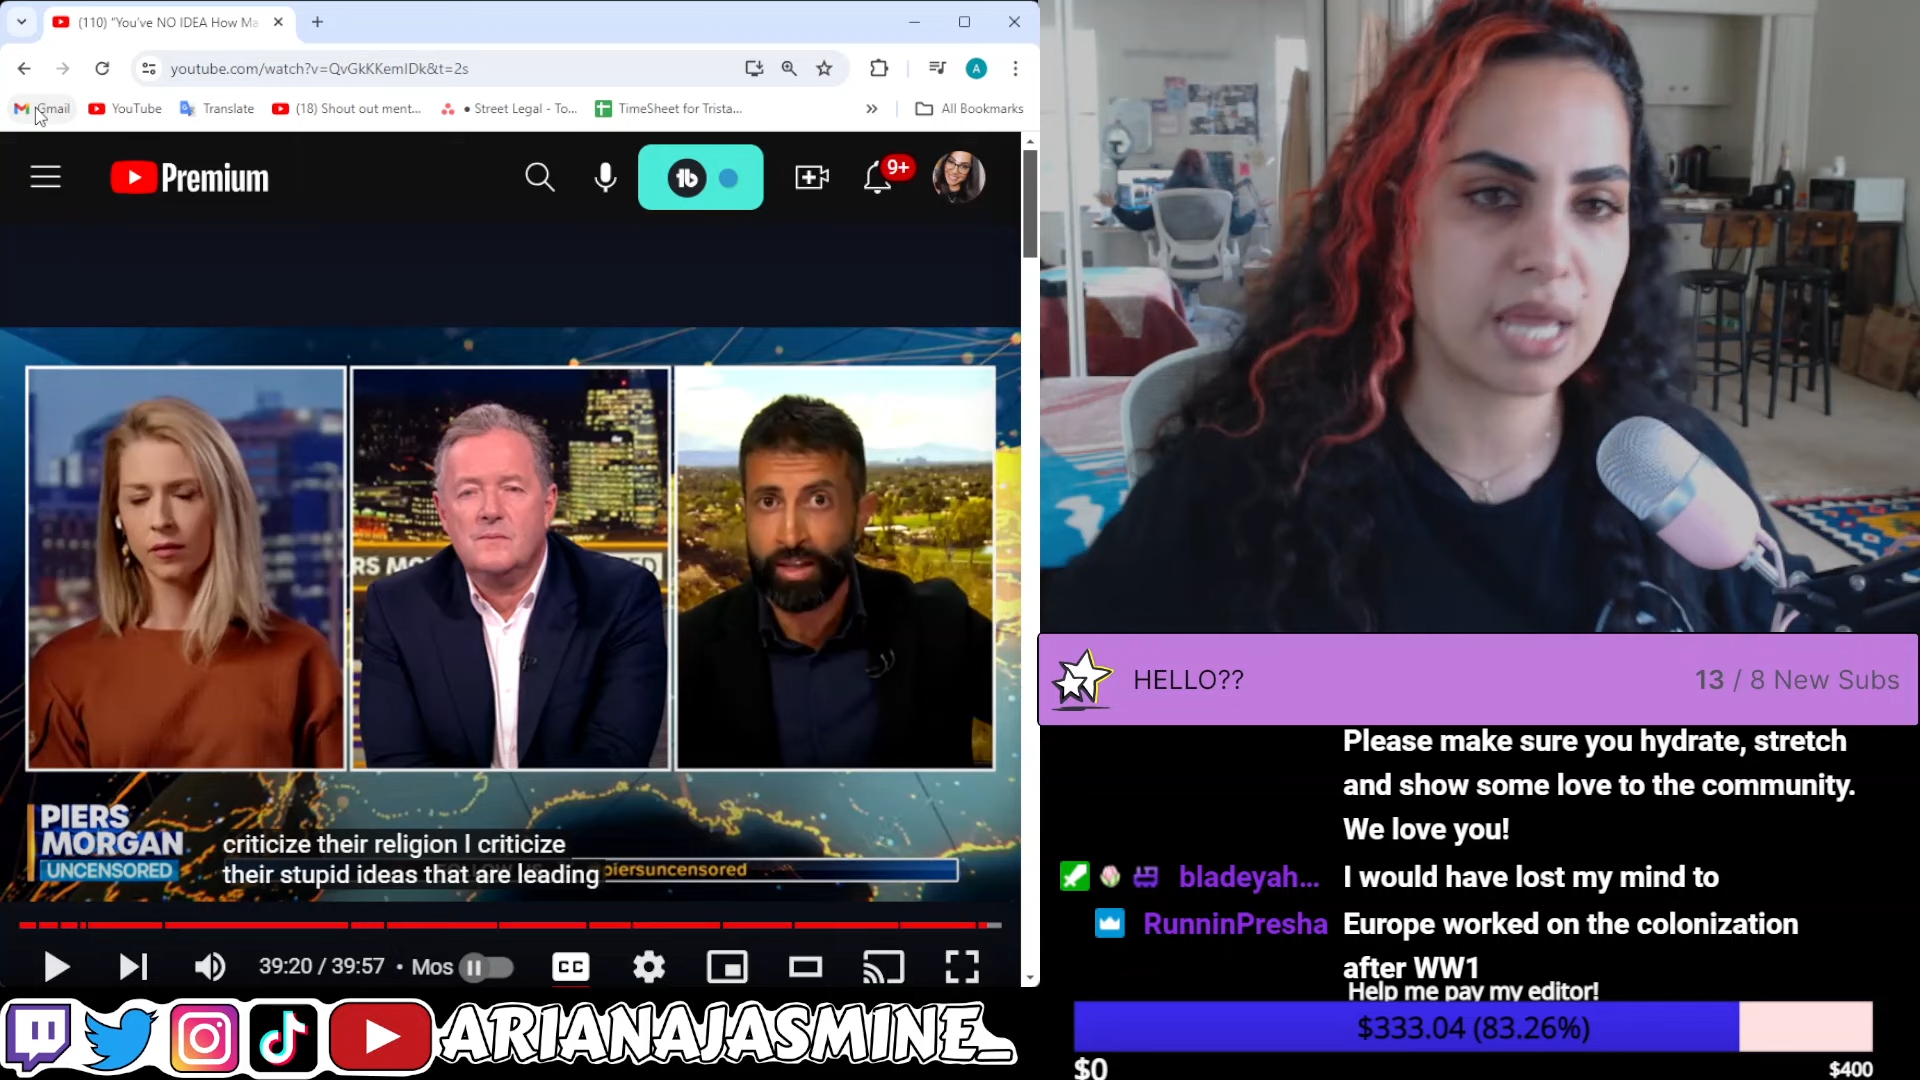 (110) "You've NO IDEA How Ma
youtube.com/watch?v=QvGkKKemIDk&t=2s
A
Gmail
YouTube
Translate
(18) Shout out ment...
● Street Legal - To...
TimeSheet for Trista...
All Bookmarks
Premium
9+
PIERS
MORGAN
UNCENSORED
criticize their religion I criticize
their stupid ideas that are leading
piersuncensored
39:20 / 39:57 • Mos
CC
ARIANAJASMINE_
HELLO??
13 / 8 New Subs
Please make sure you hydrate, stretch
and show some love to the community.
We love you!
bladeyah... I would have lost my mind to
RunninPresha Europe worked on the colonization
after WW1
Help me pay my editor!
$333.04 (83.26%)
$0
$400